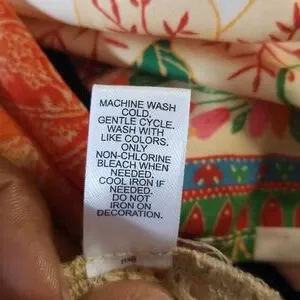 MACHINE WASH
COLD.
GENTLE CYCLE.
WASH WITH
LIKE COLORS.
ONLY
NON-CHLORINE
BLEACH WHEN
NEEDED.
COOL IRON IF
NEEDED.
DO NOT
IRON ON
DECORATION.